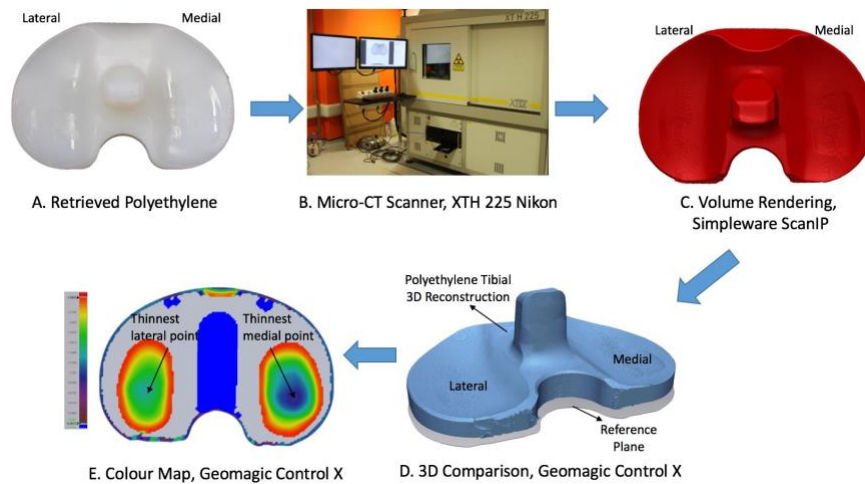 Lateral
Medial
XT H 225
A. Retrieved Polyethylene
B. Micro-CT Scanner, XTH 225 Nikon
Lateral
Medial
C. Volume Rendering,
Simpleware ScanIP
Thinnest
lateral point
Thinnest
medial point
E. Colour Map, Geomagic Control X
Polyethylene Tibial
3D Reconstruction
Lateral
Medial
Reference
Plane
D. 3D Comparison, Geomagic Control X